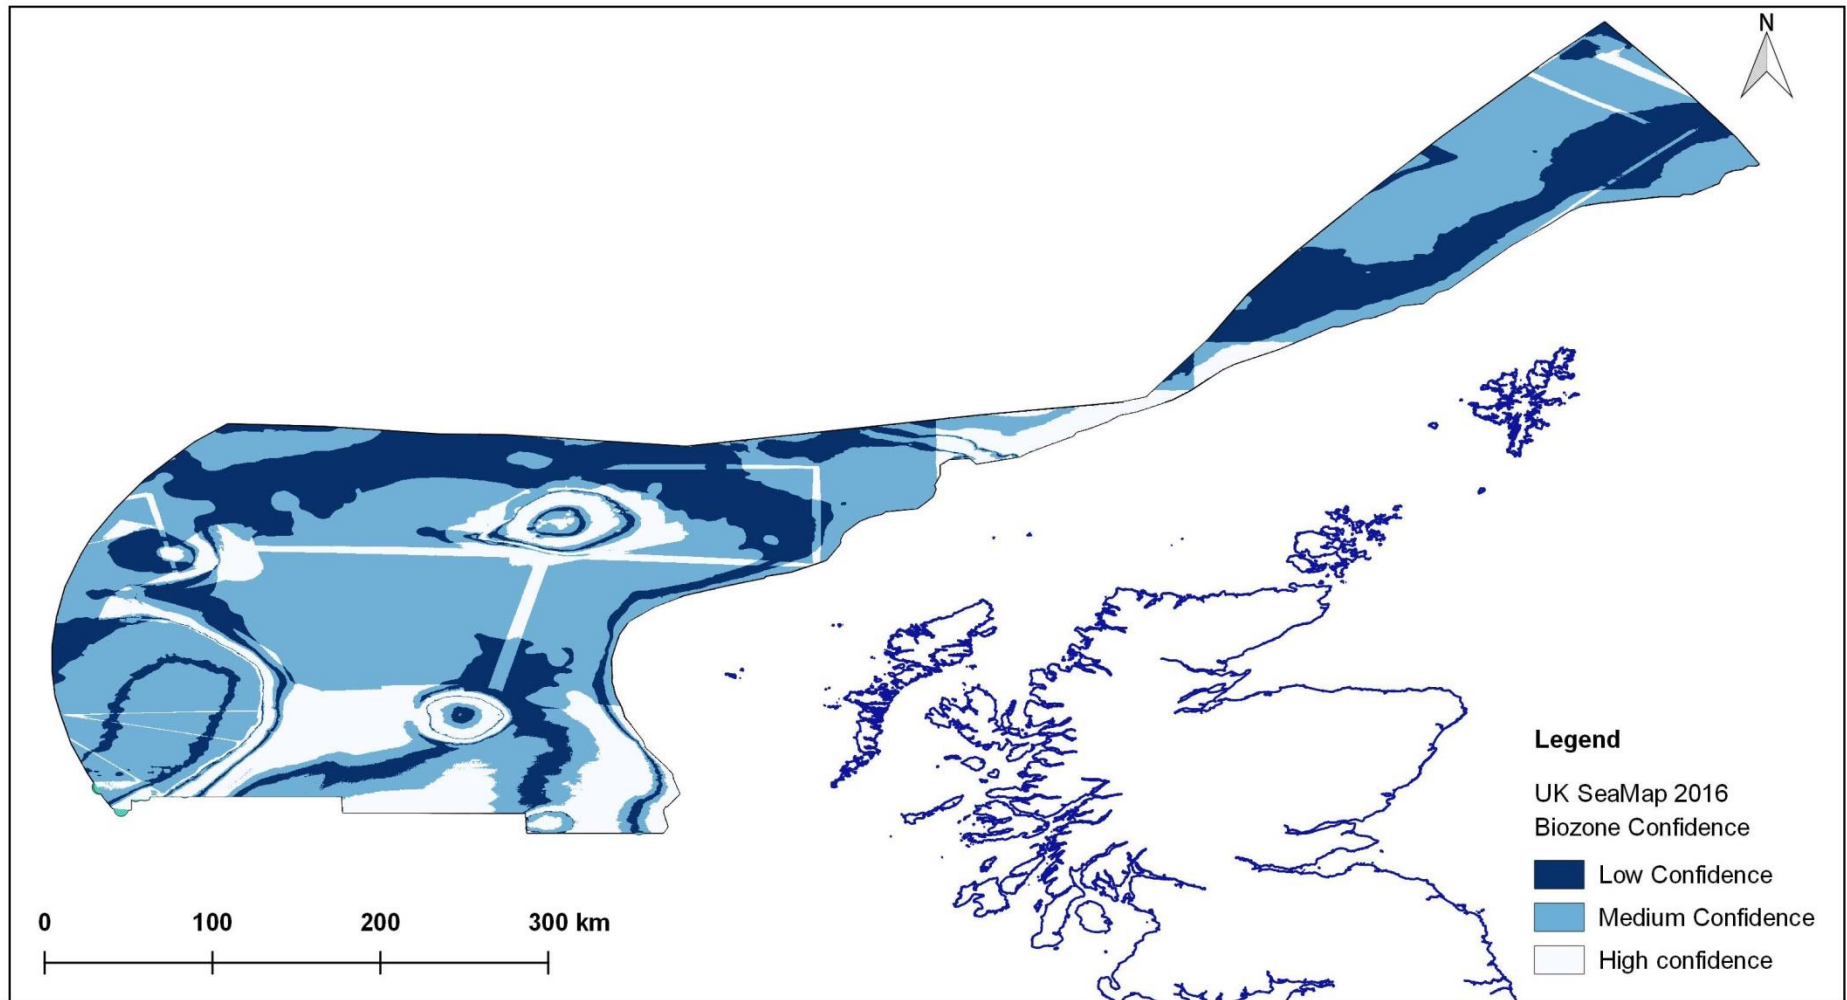 N
Legend
UK SeaMap 2016
Biozone Confidence
Low Confidence
Medium Confidence
High confidence
0 100 200 300 km